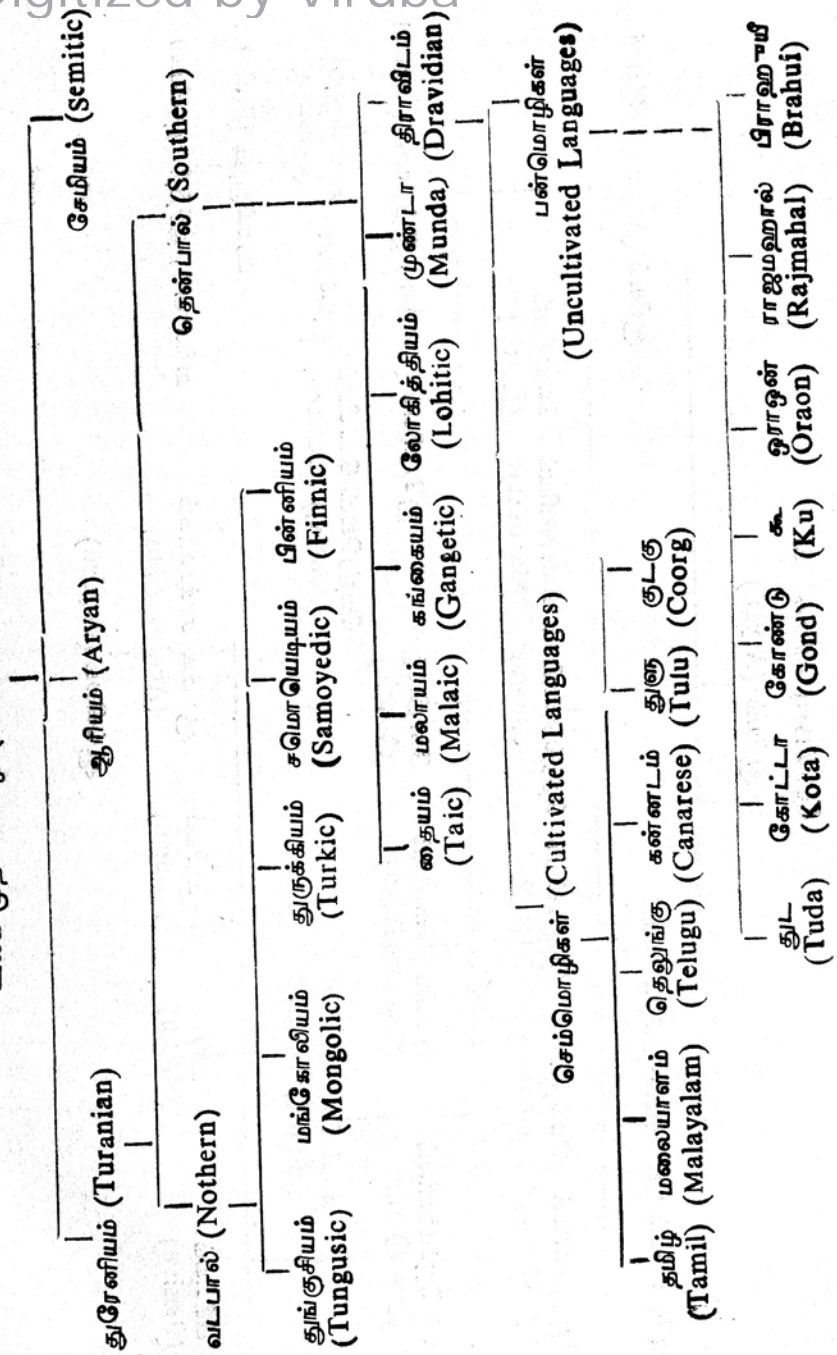 Digitized by Viruba
துரேனியம் (Turanian)
ஆரியம் (Aryan)
சேமியம் (Semitic)
வடபால் (Nothern)
தென்பால் (Southern)
துங்குசியம்
(Tungusic)
மங்கோலியம்
(Mongolic)
துருக்கியம்
(Turkic)
சமொயெடியம்
(Samoyedic)
பின்னியம்
(Finnic)
தையம்
(Taic)
மலாயம்
(Malaic)
கங்கையம்
(Gangetic)
லோகித்தியம்
(Lohitic)
முண்டா
(Munda)
திராவிடம்
(Dravidian)
செம்மொழிகள் (Cultivated Languages)
பன்மொழிகள்
(Uncultivated Languages)
தமிழ்
(Tamil)
மலையாளம்
(Malayalam)
தெலுங்கு
(Telugu)
கன்னடம்
(Canarese)
துளு
(Tulu)
குடகு
(Coorg)
துட
(Tuda)
கோட்டா
(Kota)
கோண்டு
(Gond)
கூ
(Ku)
ஒராஒன்
(Oraon)
ராஜமஹால்
(Rajmahal)
பிராஹுயீ
(Brahui)